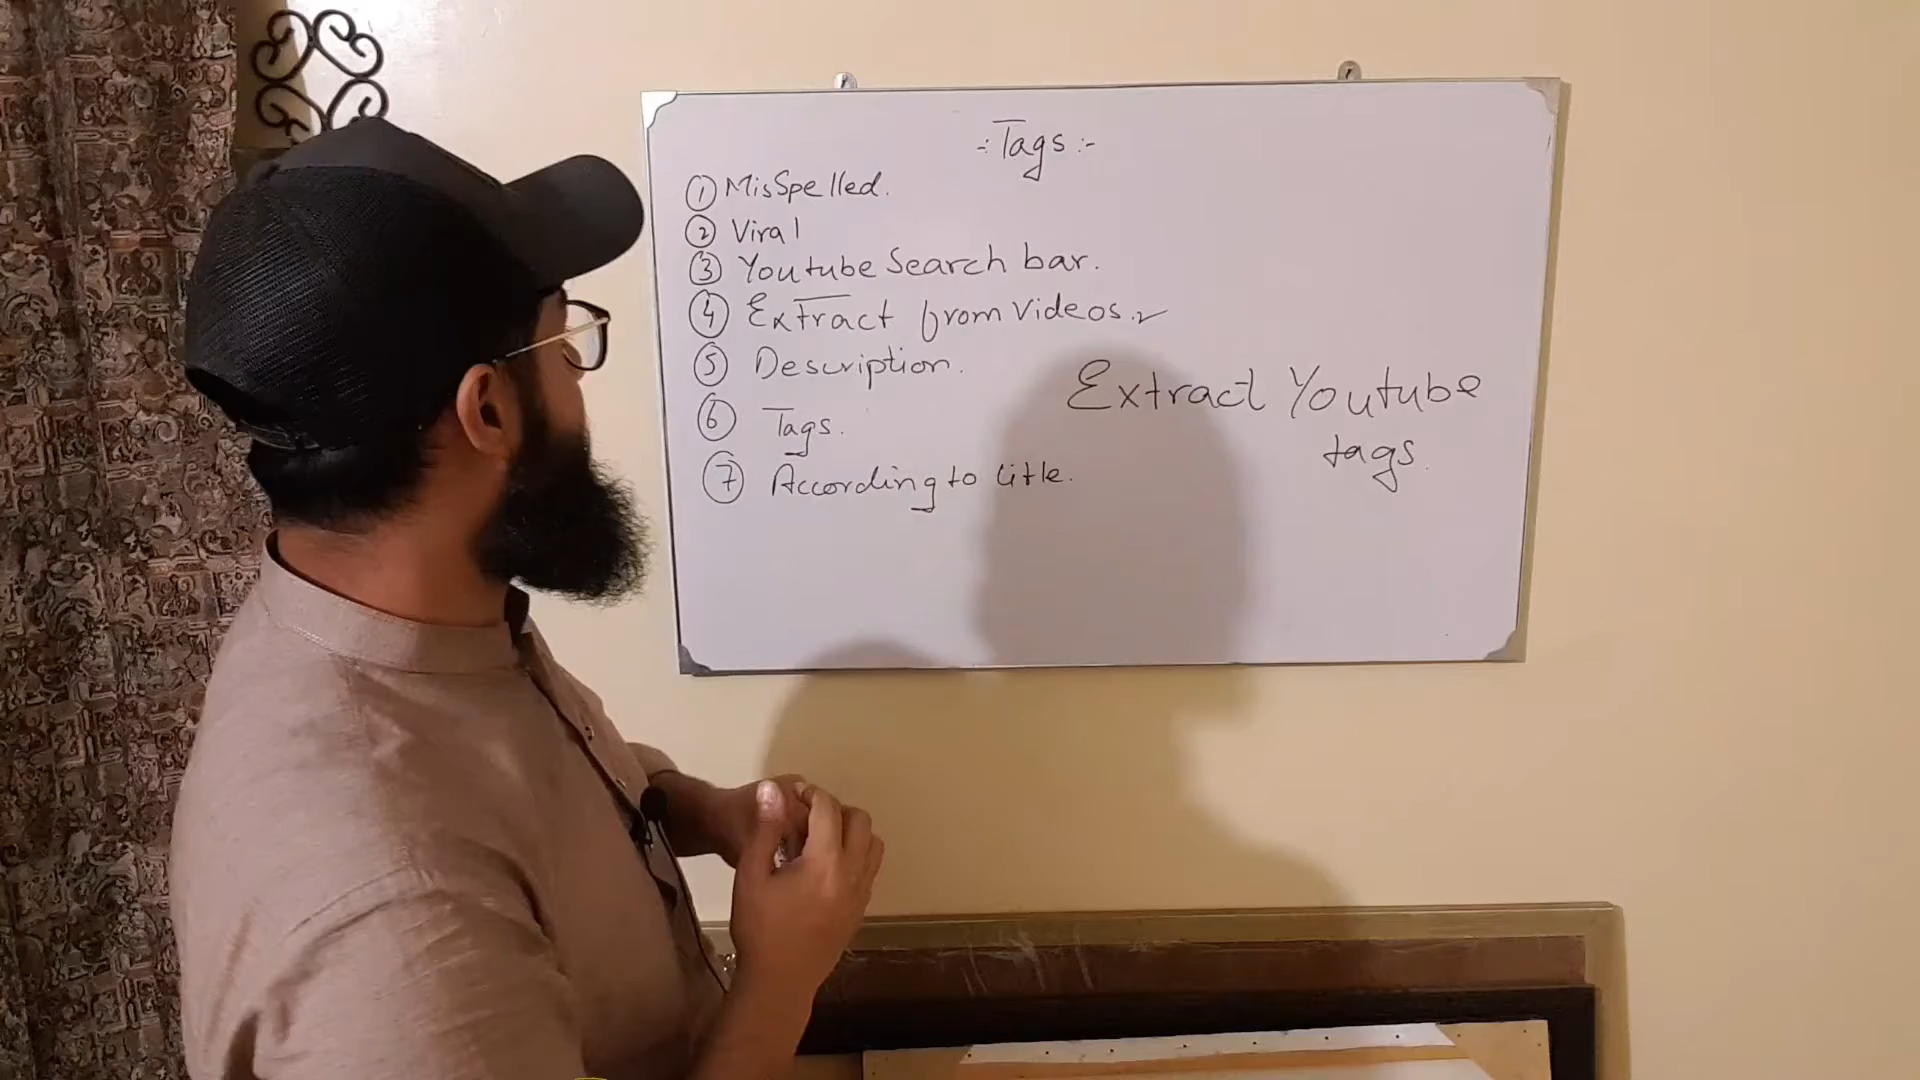 -: Tags :-
① MisSpelled.
② Viral
③ Youtube Search bar.
④ Extract from Videos.
⑤ Description.
Extract Youtube
tags.
⑥ Tags.
⑦ According to title.